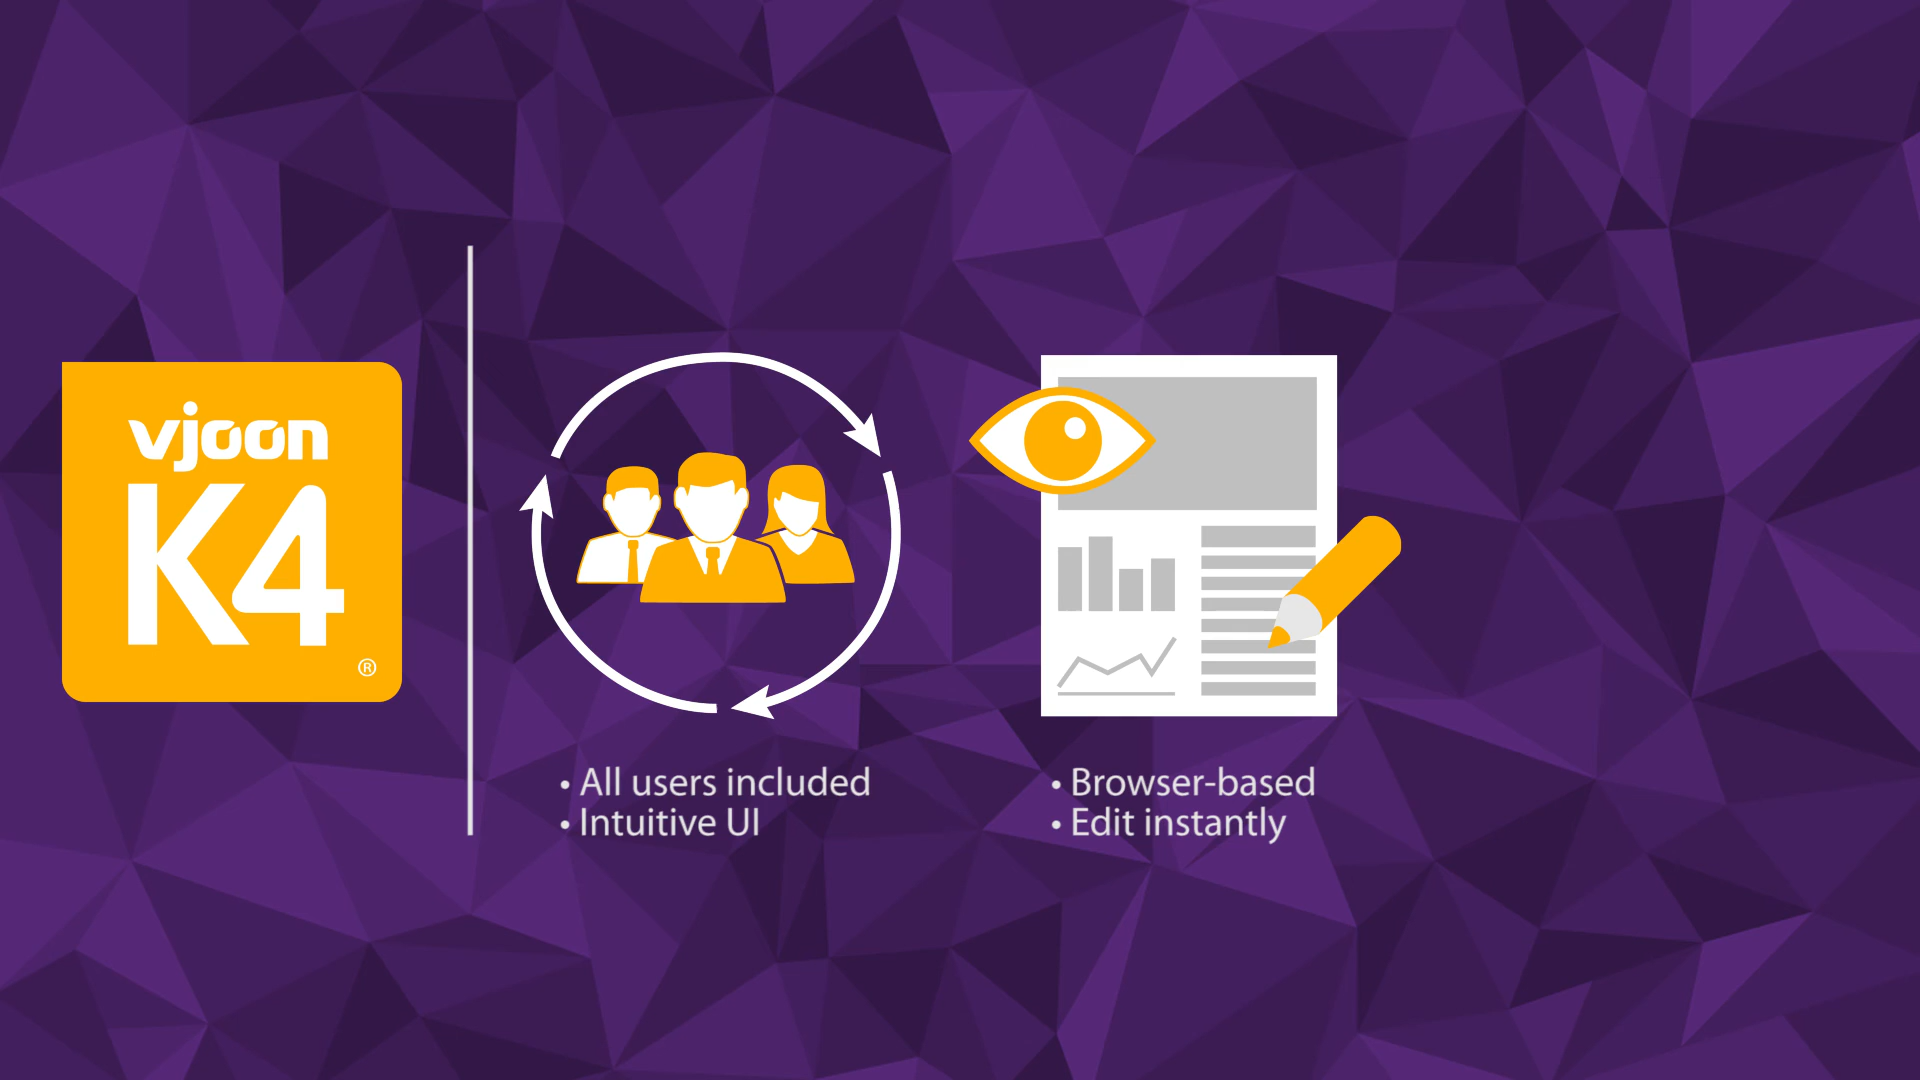 vjoon
K4
®
• All users included
• Intuitive UI
• Browser-based
• Edit instantly